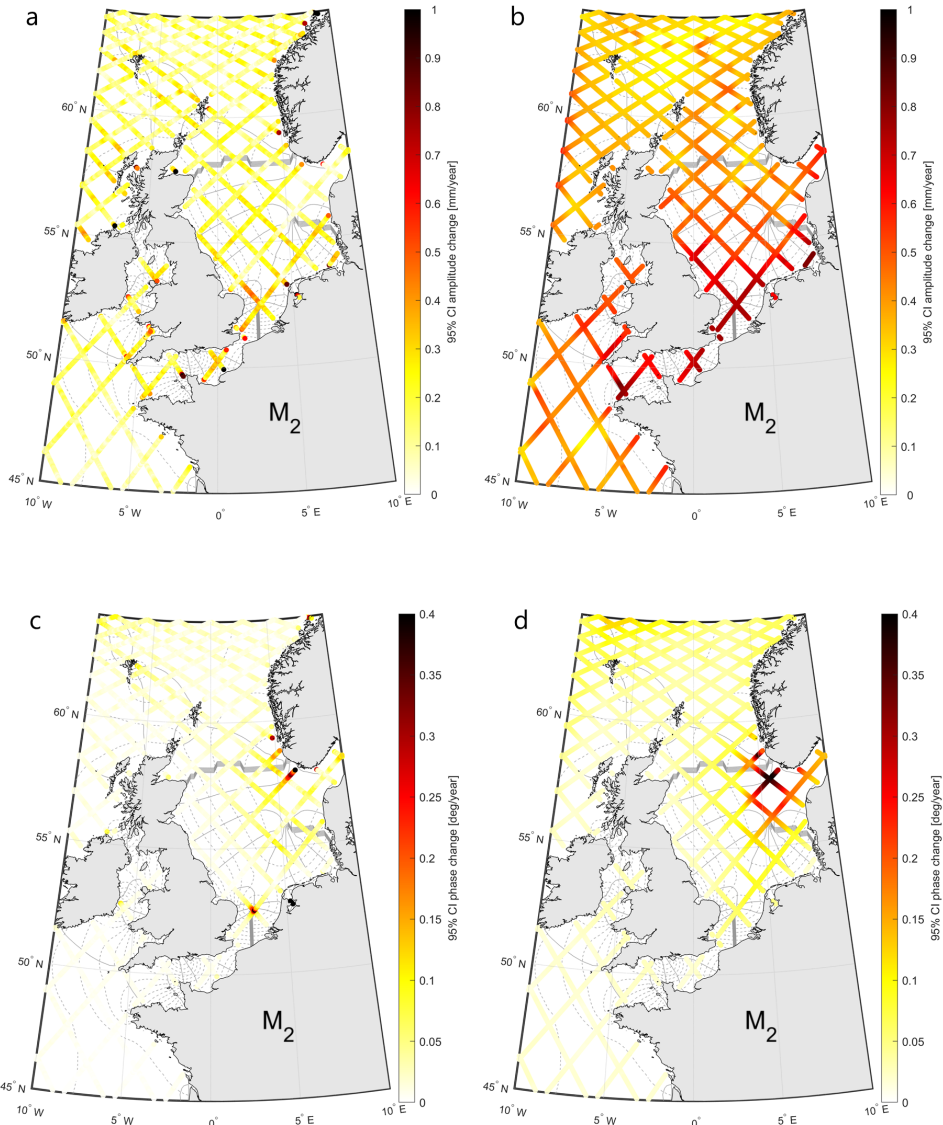 a
60° N
55° N
50° N
45° N
10° W
5° W
0°
5° E
10° E
M2
1
0.9
0.8
0.7
0.6
0.5
0.4
0.3
0.2
0.1
0
95% CI amplitude change [mm/year]
b
60° N
55° N
50° N
45° N
10° W
5° W
0°
5° E
10° E
M2
1
0.9
0.8
0.7
0.6
0.5
0.4
0.3
0.2
0.1
0
95% CI amplitude change [mm/year]
c
60° N
55° N
50° N
45° N
10° W
5° W
0°
5° E
10° E
M2
0.4
0.35
0.3
0.25
0.2
0.15
0.1
0.05
0
95% CI phase change [deg/year]
d
60° N
55° N
50° N
45° N
10° W
5° W
0°
5° E
10° E
M2
0.4
0.35
0.3
0.25
0.2
0.15
0.1
0.05
0
95% CI phase change [deg/year]